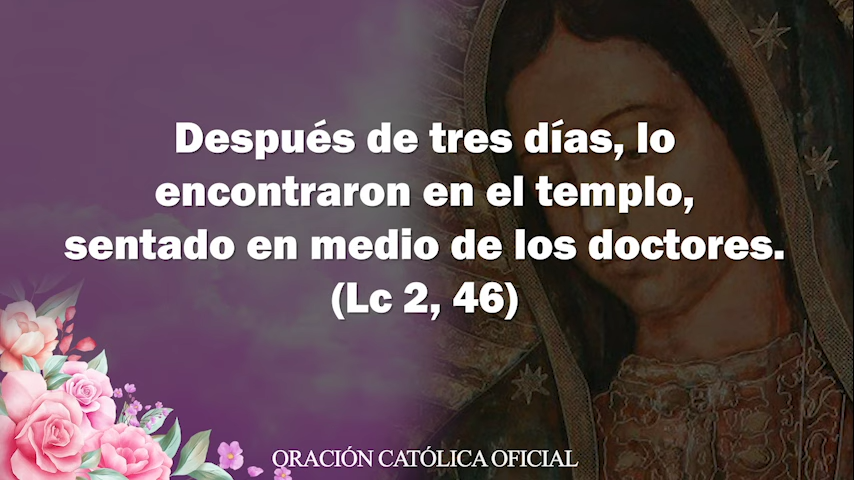 Después de tres días, lo
encontraron en el templo,
sentado en medio de los doctores.
(Lc 2, 46)
ORACIÓN CATÓLICA OFICIAL